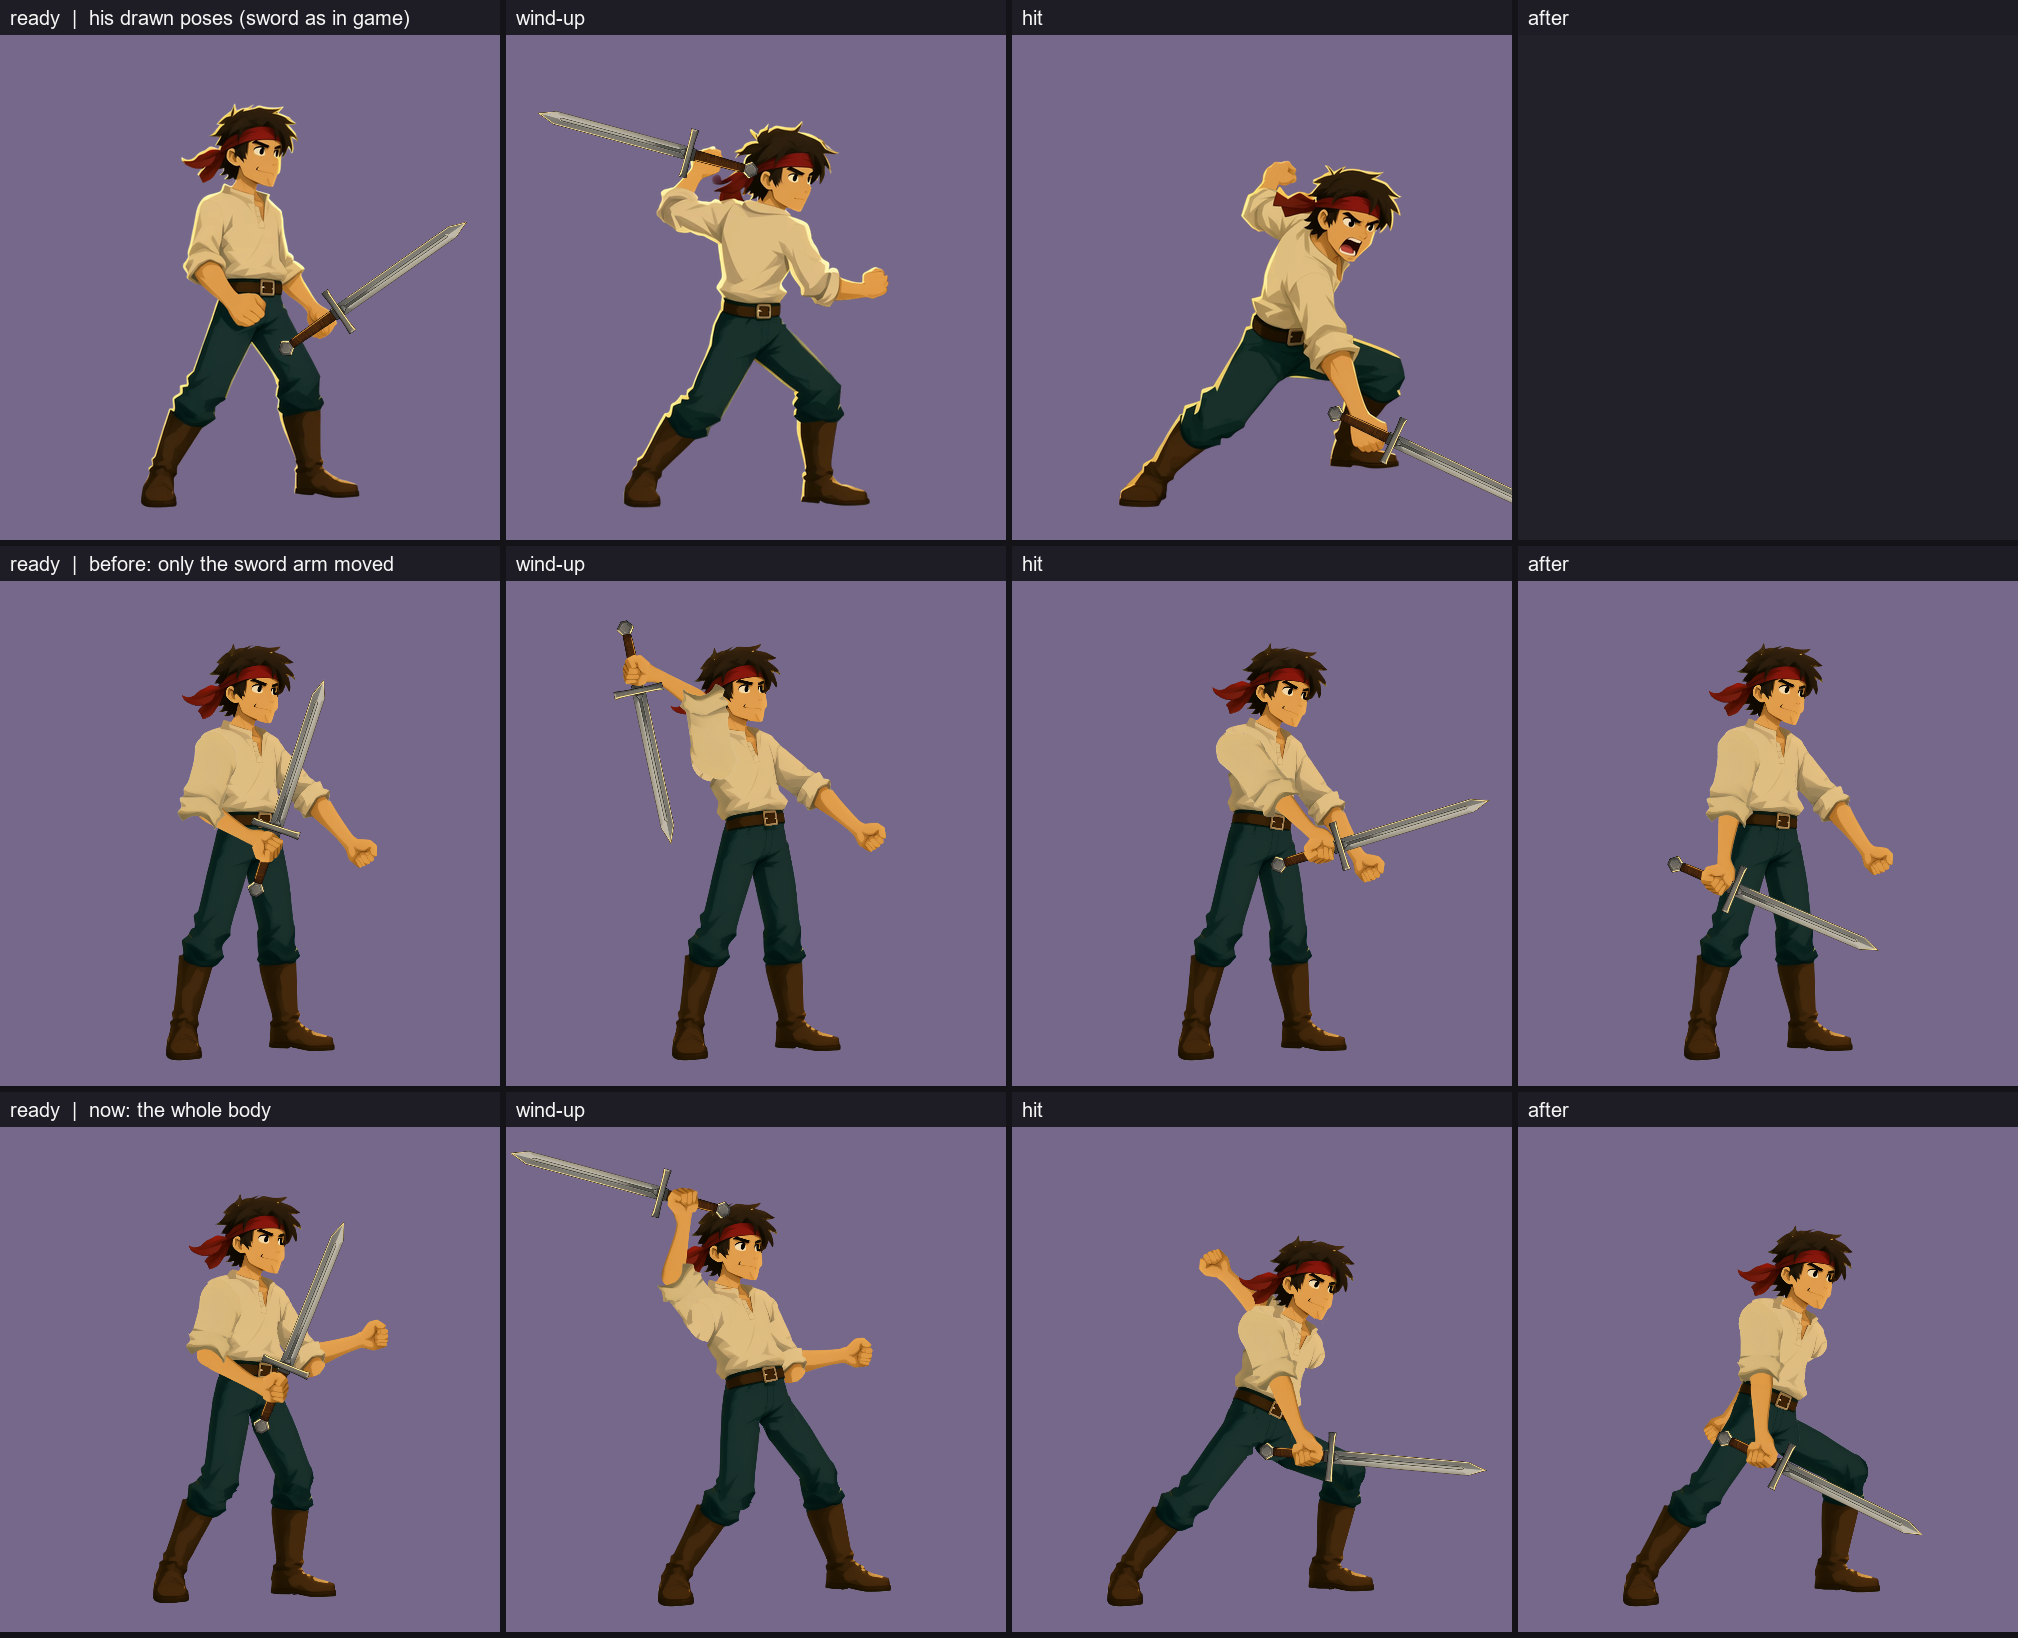 ready | his drawn poses (sword as in game)
wind-up
hit
after
ready | before: only the sword arm moved
wind-up
hit
after
ready | now: the whole body
wind-up
hit
after